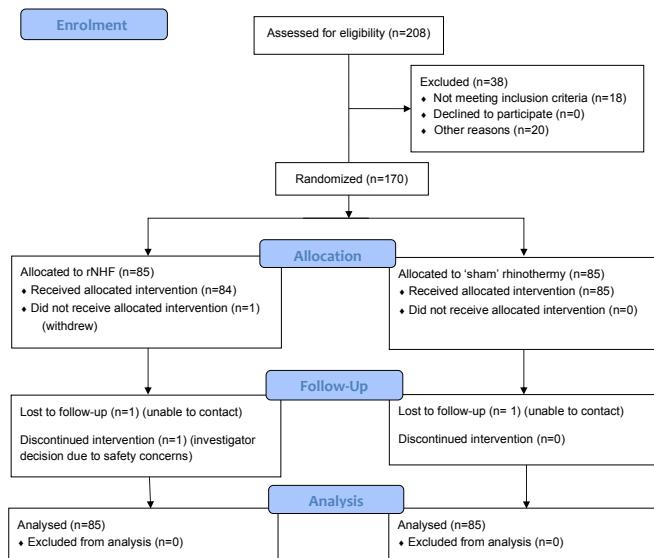 Enrolment
Assessed for eligibility (n=208)
Excluded (n=38)
♦ Not meeting inclusion criteria (n=18)
♦ Declined to participate (n=0)
♦ Other reasons (n=20)
Randomized (n=170)
Allocation
Allocated to rNHF (n=85)
♦ Received allocated intervention (n=84)
♦ Did not receive allocated intervention (n=1)
(withdrew)
Allocated to ‘sham’ rhinothermy (n=85)
♦ Received allocated intervention (n=85)
♦ Did not receive allocated intervention (n=0)
Follow-Up
Lost to follow-up (n=1) (unable to contact)
Discontinued intervention (n=1) (investigator
decision due to safety concerns)
Lost to follow-up (n= 1) (unable to contact)
Discontinued intervention (n=0)
Analysis
Analysed (n=85)
♦ Excluded from analysis (n=0)
Analysed (n=85)
♦ Excluded from analysis (n=0)